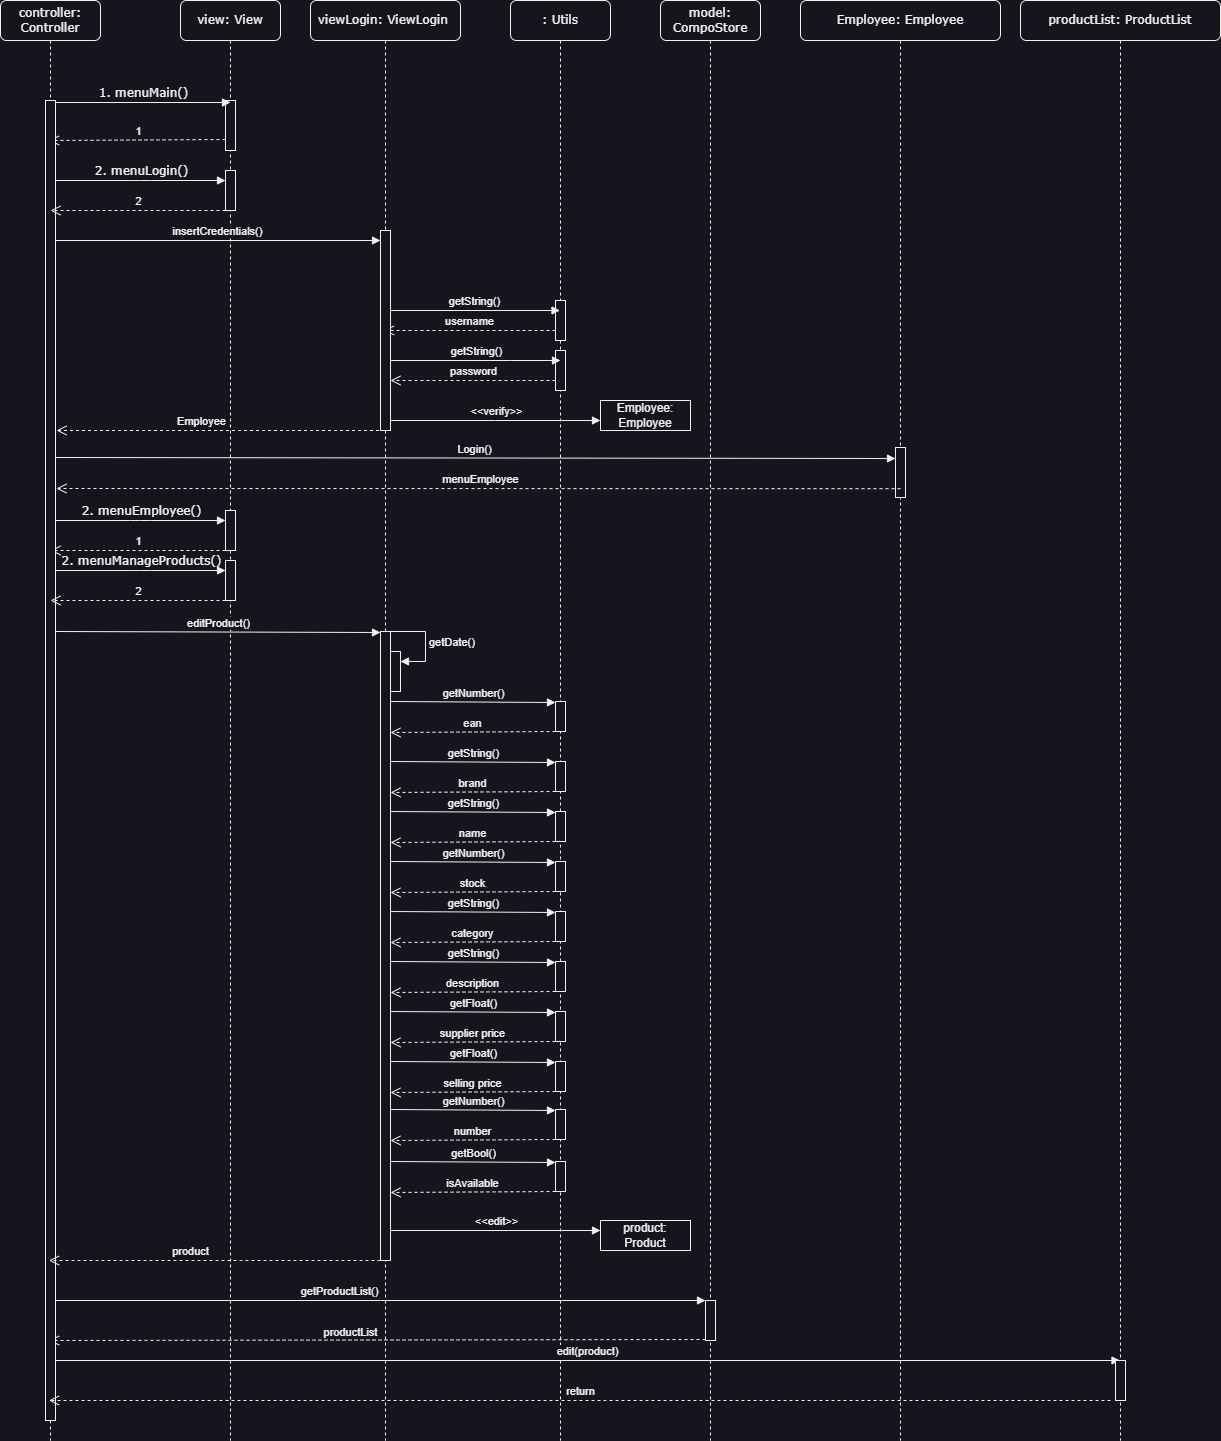 controller:
Controller
view: View
viewLogin: ViewLogin
: Utils
model:
CompoStore
Employee: Employee
productList: ProductList
1. menuMain()
1
2. menuLogin()
2
insertCredentials()
getString()
username
getString()
password
<<verify>>
Employee:
Employee
Employee
Login()
menuEmployee
2. menuEmployee()
1
2. menuManageProducts()
2
editProduct()
getDate()
getNumber()
ean
getString()
brand
getString()
name
getNumber()
stock
getString()
category
getString()
description
getFloat()
supplier price
getFloat()
selling price
getNumber()
number
getBool()
isAvailable
<<edit>>
product:
Product
product
getProductList()
productList
edit(product)
return